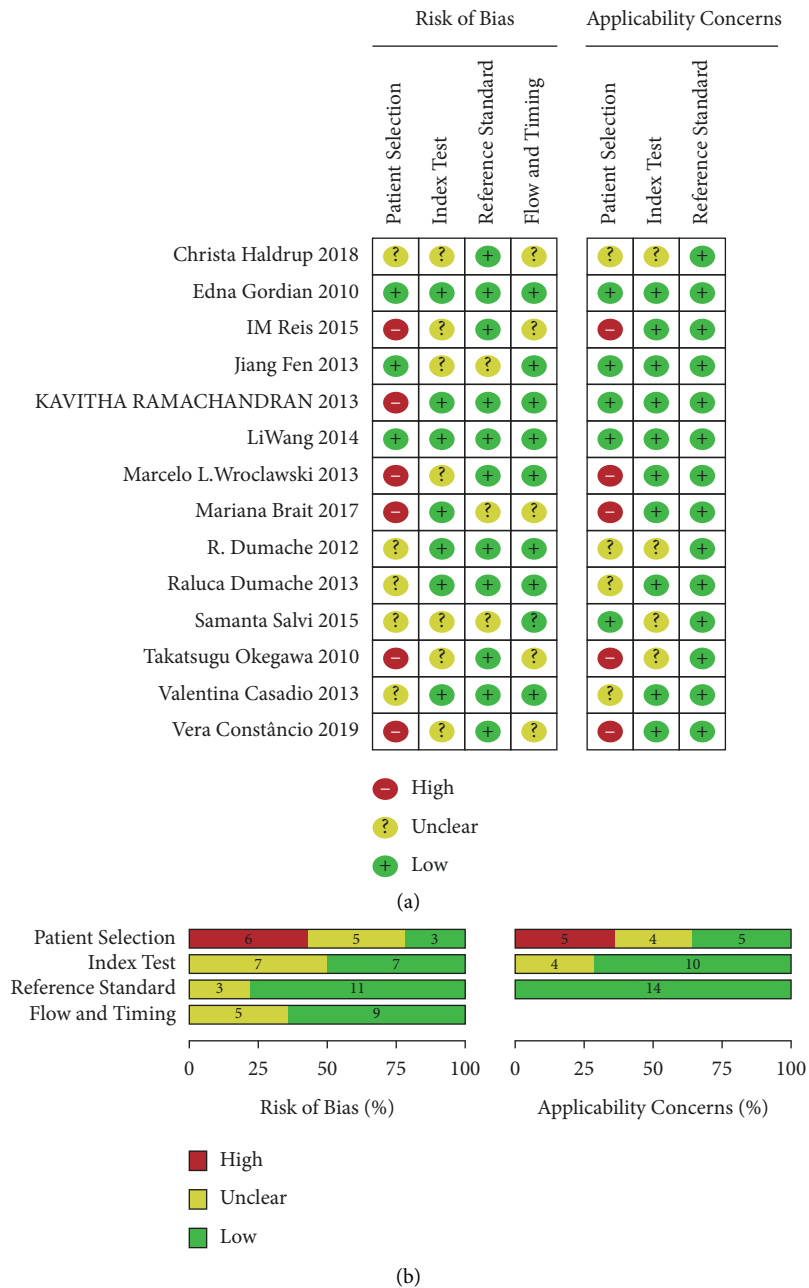 Risk of Bias Applicability Concerns
Patient Selection Index Test Reference Standard Flow and Timing Patient Selection Index Test Reference Standard
Christa Haldrup 2018 ? ? + ? ? ? +
Edna Gordian 2010 + + + + + + +
IM Reis 2015 – ? + ? – + +
Jiang Fen 2013 + ? ? + + + +
KAVITHA RAMACHANDRAN 2013 – + + + + + +
LiWang 2014 + + + + + + +
Marcelo L.Wroclawski 2013 – ? + + – + +
Mariana Brait 2017 – + ? ? – + +
R. Dumache 2012 ? + + + ? ? +
Raluca Dumache 2013 ? + + + ? + +
Samanta Salvi 2015 ? ? ? ? + ? +
Takatsugu Okegawa 2010 – ? + ? – ? +
Valentina Casadio 2013 ? + + + ? + +
Vera Constâncio 2019 – ? + ? – + +
– High
? Unclear
+ Low
(a)
Patient Selection 6 5 3 5 4 5
Index Test 7 7 4 10
Reference Standard 3 11 14
Flow and Timing 5 9
0 25 50 75 100 0 25 50 75 100
Risk of Bias (%) Applicability Concerns (%)
High
Unclear
Low
(b)